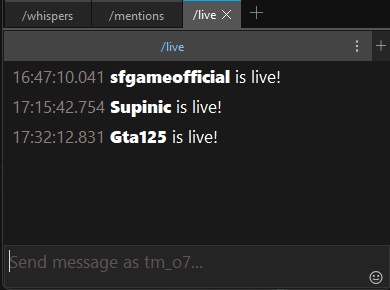 /whispers /mentions /live
/live
16:47:10.041 sfgameofficial is live!
17:15:42.754 Supinic is live!
17:32:12.831 Gta125 is live!
Send message as tm_o7...